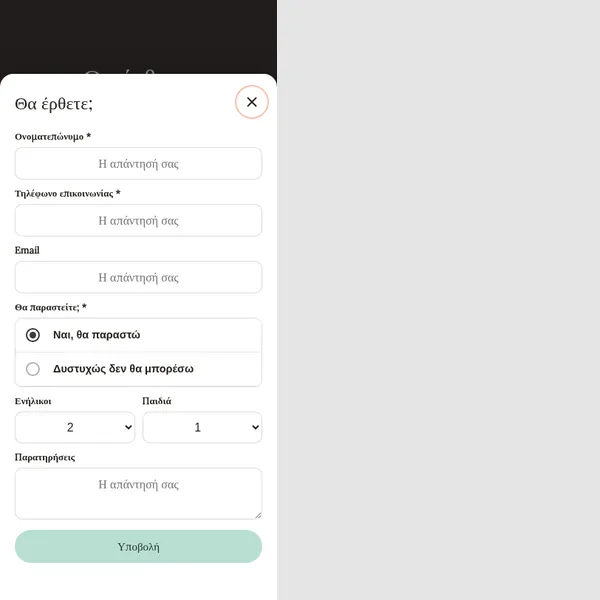 Θα έρθετε;
Ονοματεπώνυμο *
Η απάντησή σας
Τηλέφωνο επικοινωνίας *
Η απάντησή σας
Email
Η απάντησή σας
Θα παραστείτε; *
Ναι, θα παραστώ
Δυστυχώς δεν θα μπορέσω
Ενήλικοι Παιδιά
2 1
Παρατηρήσεις
Η απάντησή σας
Υποβολή